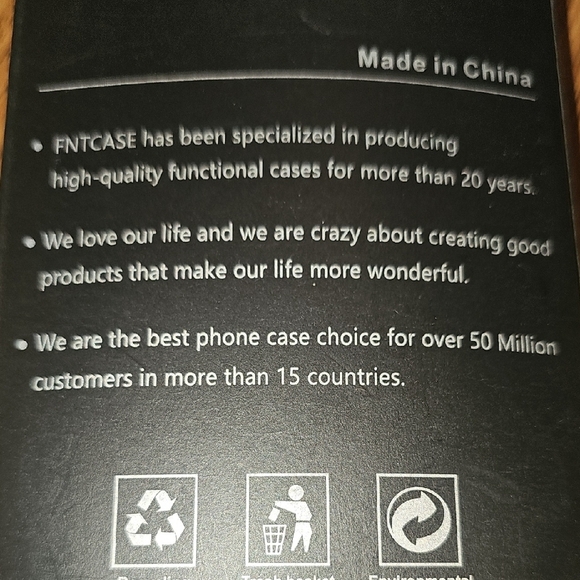 Made in China
• FNTCASE has been specialized in producing
high-quality functional cases for more than 20 years.
• We love our life and we are crazy about creating good
products that make our life more wonderful.
• We are the best phone case choice for over 50 Million
customers in more than 15 countries.